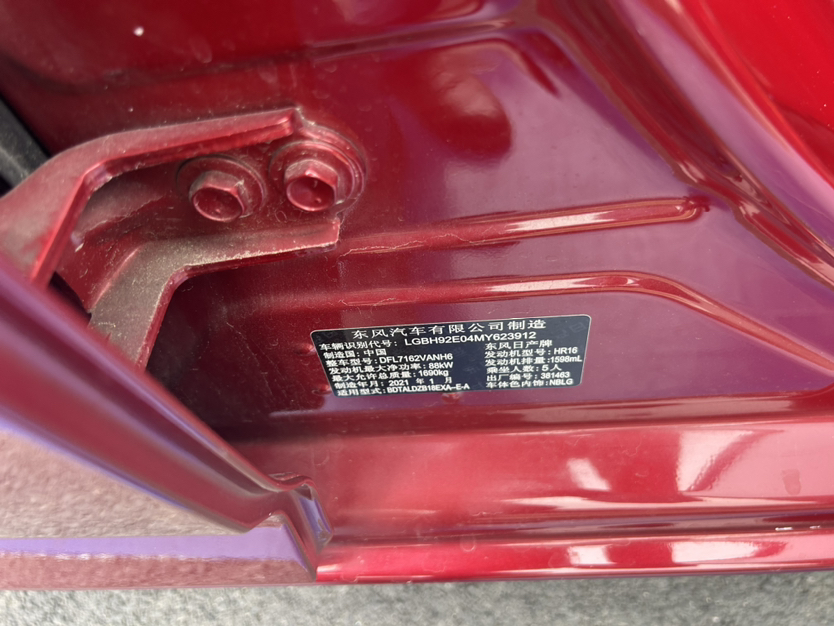 东风汽车有限公司制造
车辆识别代号: LGBH92E04MY623912
制造国: 中国 东风日产牌
整车型号: DFL7162VANH6 发动机型号: HR16
发动机最大净功率: 88kW 发动机排量: 1598mL
最大允许总质量: 1690kg 乘坐人数: 5人
制造年月: 2021 年 1 月 出厂编号: 381463
适用型式: BDTALDZB18EXA-E-A 车体色内饰: NBLG